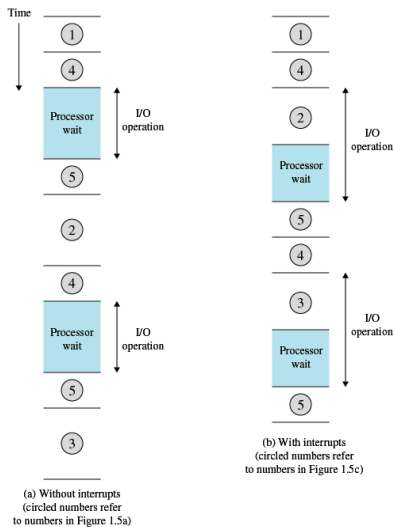 Time
1
4
Processor
wait
I/O
operation
5
2
4
Processor
wait
I/O
operation
5
3
(a) Without interrupts
(circled numbers refer
to numbers in Figure 1.5a)
1
4
2
I/O
operation
Processor
wait
5
4
3
I/O
operation
Processor
wait
5
(b) With interrupts
(circled numbers refer
to numbers in Figure 1.5c)